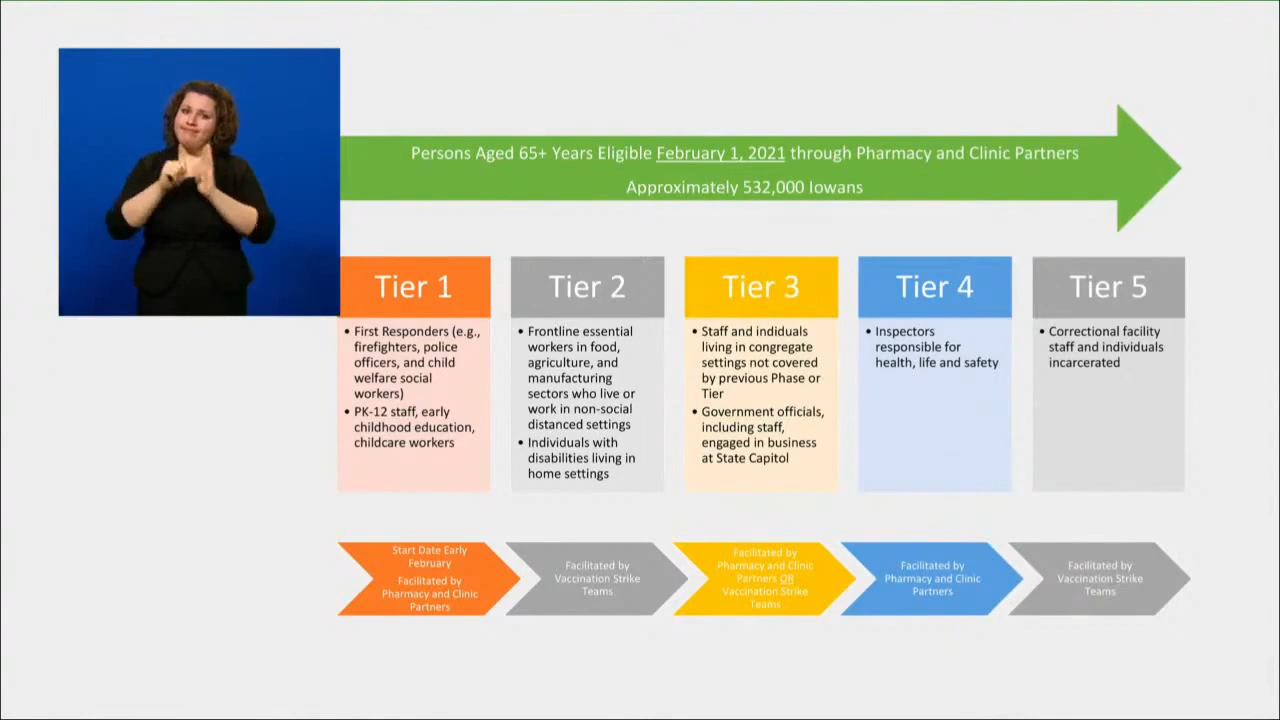 Persons Aged 65+ Years Eligible February 1, 2021 through Pharmacy and Clinic Partners
Approximately 532,000 Iowans
Tier 1
• First Responders (e.g.,
firefighters, police
officers, and child
welfare social
workers)
• PK-12 staff, early
childhood education,
childcare workers
Tier 2
• Frontline essential
workers in food,
agriculture, and
manufacturing
sectors who live or
work in non-social
distanced settings
• Individuals with
disabilities living in
home settings
Tier 3
• Staff and indiduals
living in congregate
settings not covered
by previous Phase or
Tier
• Government officials,
including staff,
engaged in business
at State Capitol
Tier 4
• Inspectors
responsible for
health, life and safety
Tier 5
• Correctional facility
staff and individuals
incarcerated
Start Date Early
February
Facilitated by
Pharmacy and Clinic
Partners
Facilitated by
Vaccination Strike
Teams
Facilitated by
Pharmacy and Clinic
Partners OR
Vaccination Strike
Teams
Facilitated by
Pharmacy and Clinic
Partners
Facilitated by
Vaccination Strike
Teams